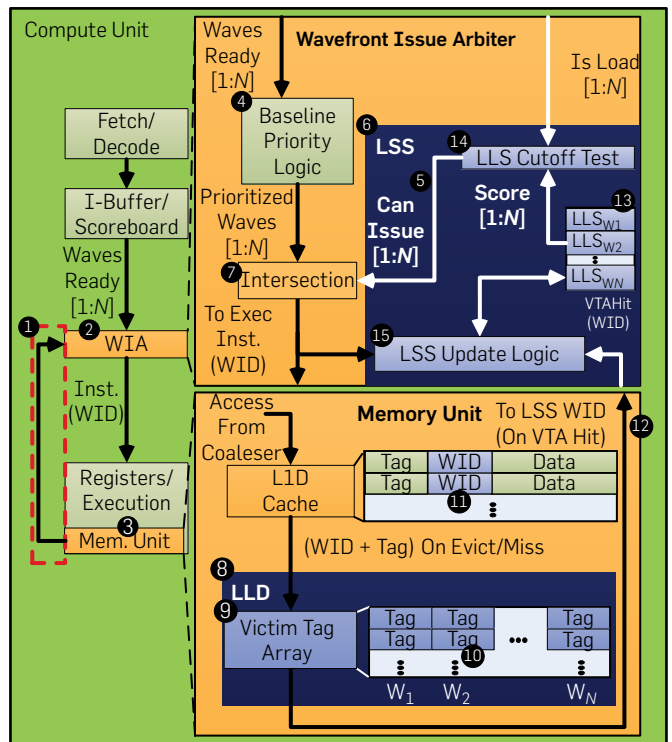 Compute Unit
Fetch/
Decode
I-Buffer/
Scoreboard
Waves
Ready
[1:N]
1
2
WIA
Inst.
(WID)
Registers/
Execution
3
Mem. Unit
Waves
Ready
[1:N]
Wavefront Issue Arbiter
Is Load
[1:N]
4
Baseline
Priority
Logic
6
LSS
14
LLS Cutoff Test
5
Prioritized
Waves
[1:N]
Can
Issue
[1:N]
Score
[1:N]
13
LLSW1
LLSW2
LLSWN
VTAHit
(WID)
7
Intersection
To Exec
Inst.
(WID)
15
LSS Update Logic
Access
From
Coaleser
Memory Unit
To LSS WID
(On VTA Hit)
12
L1D
Cache
Tag WID Data
Tag WID Data
11
(WID + Tag) On Evict/Miss
8
LLD
9
Victim Tag
Array
Tag Tag ... Tag
Tag Tag Tag
10
W1 W2 WN